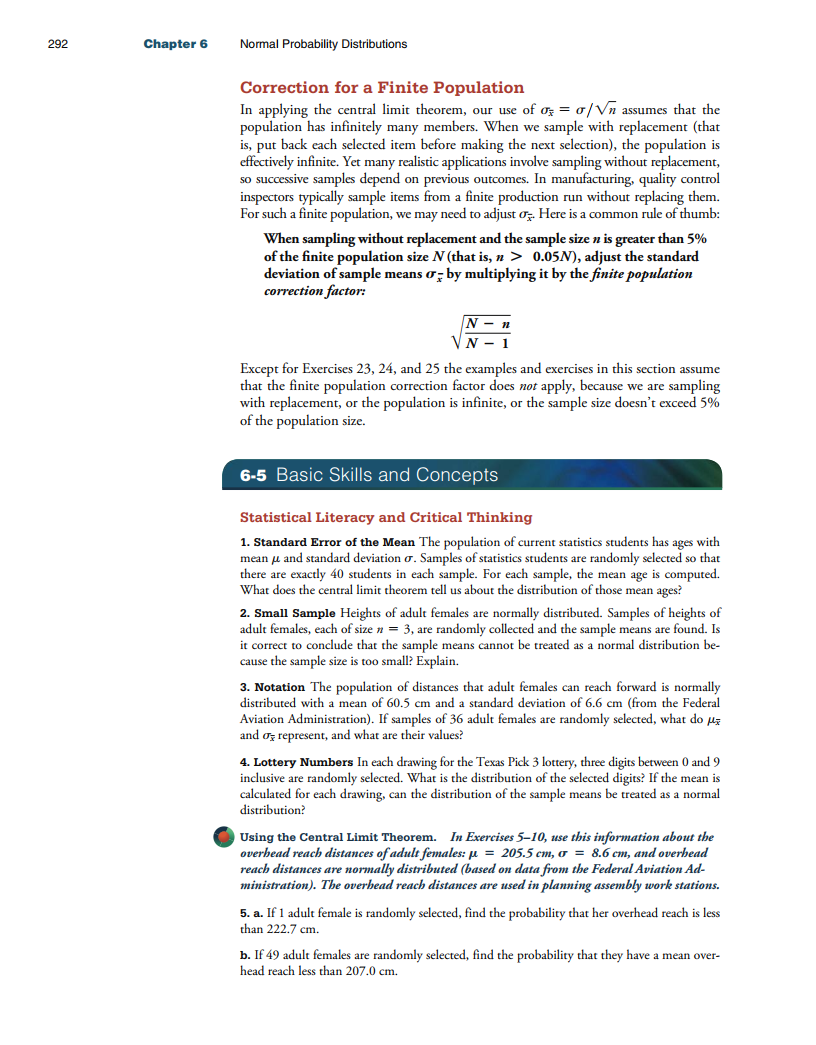 292 Chapter 6 Normal Probability Distributions
Correction for a Finite Population
In applying the central limit theorem, our use of σx̄ = σ/√n assumes that the
population has infinitely many members. When we sample with replacement (that
is, put back each selected item before making the next selection), the population is
effectively infinite. Yet many realistic applications involve sampling without replacement,
so successive samples depend on previous outcomes. In manufacturing, quality control
inspectors typically sample items from a finite production run without replacing them.
For such a finite population, we may need to adjust σx̄. Here is a common rule of thumb:
When sampling without replacement and the sample size n is greater than 5%
of the finite population size N (that is, n > 0.05N), adjust the standard
deviation of sample means σx̄ by multiplying it by the finite population
correction factor:
√((N − n)/(N − 1))
Except for Exercises 23, 24, and 25 the examples and exercises in this section assume
that the finite population correction factor does not apply, because we are sampling
with replacement, or the population is infinite, or the sample size doesn't exceed 5%
of the population size.
6-5 Basic Skills and Concepts
Statistical Literacy and Critical Thinking
1. Standard Error of the Mean The population of current statistics students has ages with
mean μ and standard deviation σ. Samples of statistics students are randomly selected so that
there are exactly 40 students in each sample. For each sample, the mean age is computed.
What does the central limit theorem tell us about the distribution of those mean ages?
2. Small Sample Heights of adult females are normally distributed. Samples of heights of
adult females, each of size n = 3, are randomly collected and the sample means are found. Is
it correct to conclude that the sample means cannot be treated as a normal distribution be-
cause the sample size is too small? Explain.
3. Notation The population of distances that adult females can reach forward is normally
distributed with a mean of 60.5 cm and a standard deviation of 6.6 cm (from the Federal
Aviation Administration). If samples of 36 adult females are randomly selected, what do μx̄
and σx̄ represent, and what are their values?
4. Lottery Numbers In each drawing for the Texas Pick 3 lottery, three digits between 0 and 9
inclusive are randomly selected. What is the distribution of the selected digits? If the mean is
calculated for each drawing, can the distribution of the sample means be treated as a normal
distribution?
Using the Central Limit Theorem. In Exercises 5–10, use this information about the
overhead reach distances of adult females: μ = 205.5 cm, σ = 8.6 cm, and overhead
reach distances are normally distributed (based on data from the Federal Aviation Ad-
ministration). The overhead reach distances are used in planning assembly work stations.
5. a. If 1 adult female is randomly selected, find the probability that her overhead reach is less
than 222.7 cm.
b. If 49 adult females are randomly selected, find the probability that they have a mean over-
head reach less than 207.0 cm.